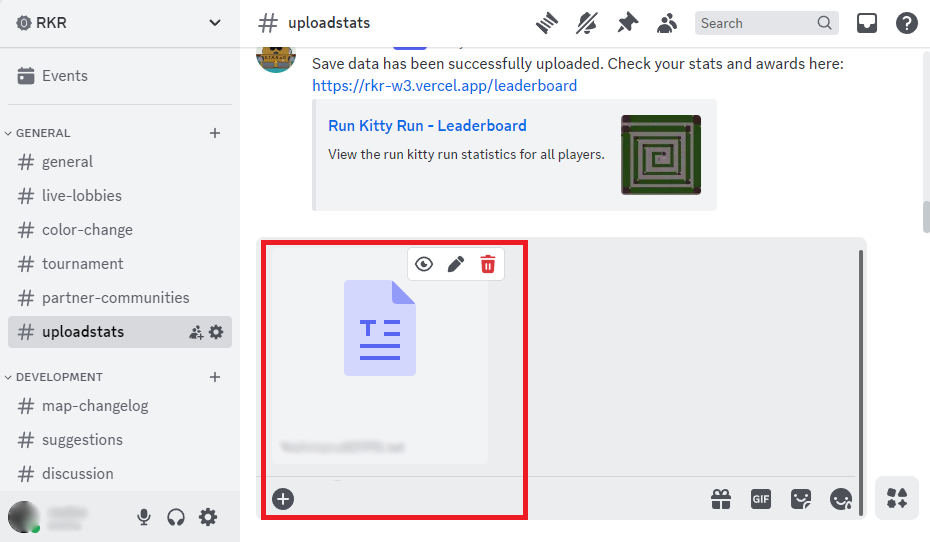 RKR
uploadstats
Search
Events
Save data has been successfully uploaded. Check your stats and awards here:
https://rkr-w3.vercel.app/leaderboard
Run Kitty Run - Leaderboard
View the run kitty run statistics for all players.
GENERAL
# general
# live-lobbies
# color-change
# tournament
# partner-communities
# uploadstats
DEVELOPMENT
# map-changelog
# suggestions
# discussion
GIF